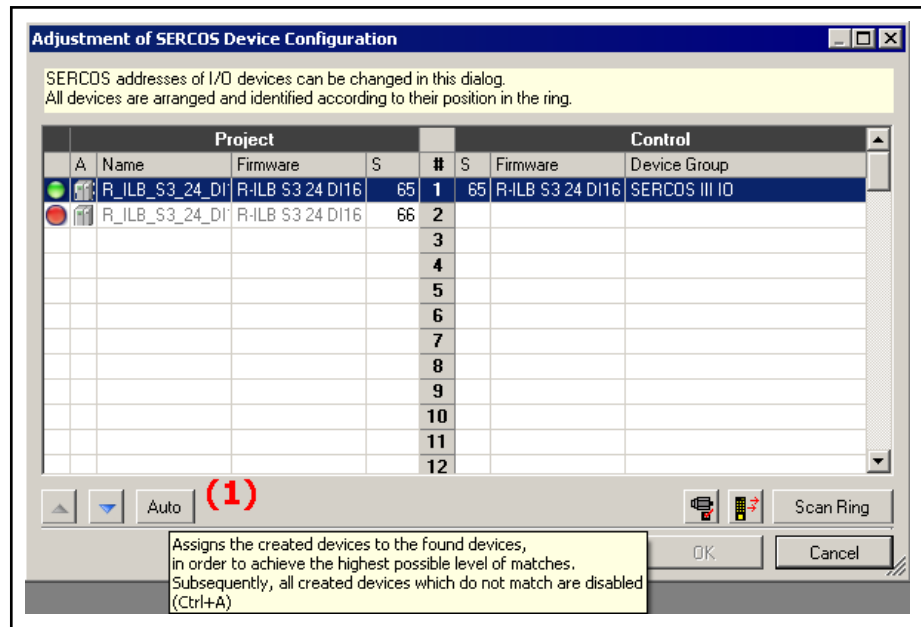 Adjustment of SERCOS Device Configuration
SERCOS addresses of I/O devices can be changed in this dialog.
All devices are arranged and identified according to their position in the ring.
Project Control
A Name Firmware S # S Firmware Device Group
R_ILB_S3_24_DI R-ILB S3 24 DI16 65 1 65 R-ILB S3 24 DI16 SERCOS III IO
R_ILB_S3_24_DI R-ILB S3 24 DI16 66 2
3
4
5
6
7
8
9
10
11
12
Auto (1) Scan Ring
Assigns the created devices to the found devices,
in order to achieve the highest possible level of matches.
Subsequently, all created devices which do not match are disabled
(Ctrl+A)
OK Cancel